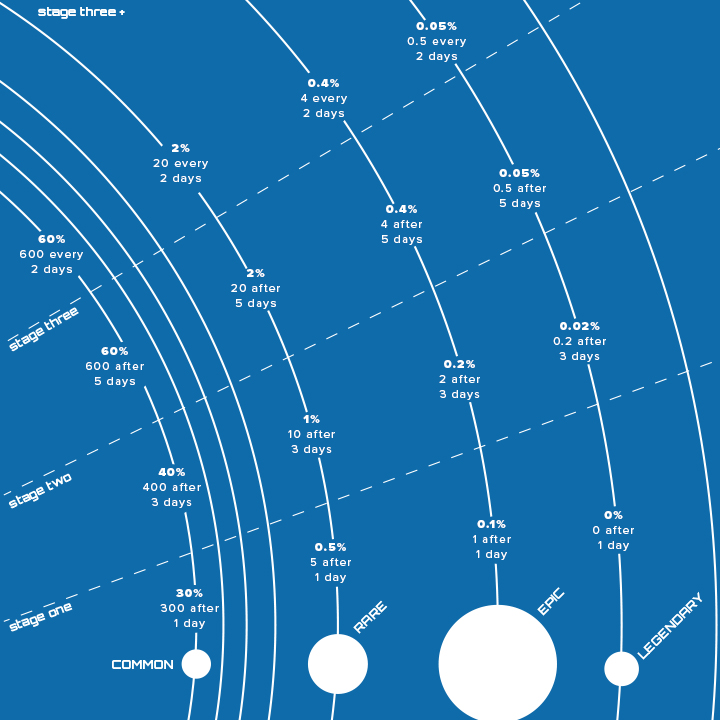 stage three +
0.05%
0.5 every
2 days
0.4%
4 every
2 days
2%
20 every
2 days
60%
600 every
2 days
stage three
0.05%
0.5 after
5 days
0.4%
4 after
5 days
2%
20 after
5 days
60%
600 after
5 days
stage two
0.02%
0.2 after
3 days
0.2%
2 after
3 days
1%
10 after
3 days
40%
400 after
3 days
stage one
0%
0 after
1 day
0.1%
1 after
1 day
0.5%
5 after
1 day
30%
300 after
1 day
COMMON
RARE
EPIC
LEGENDARY